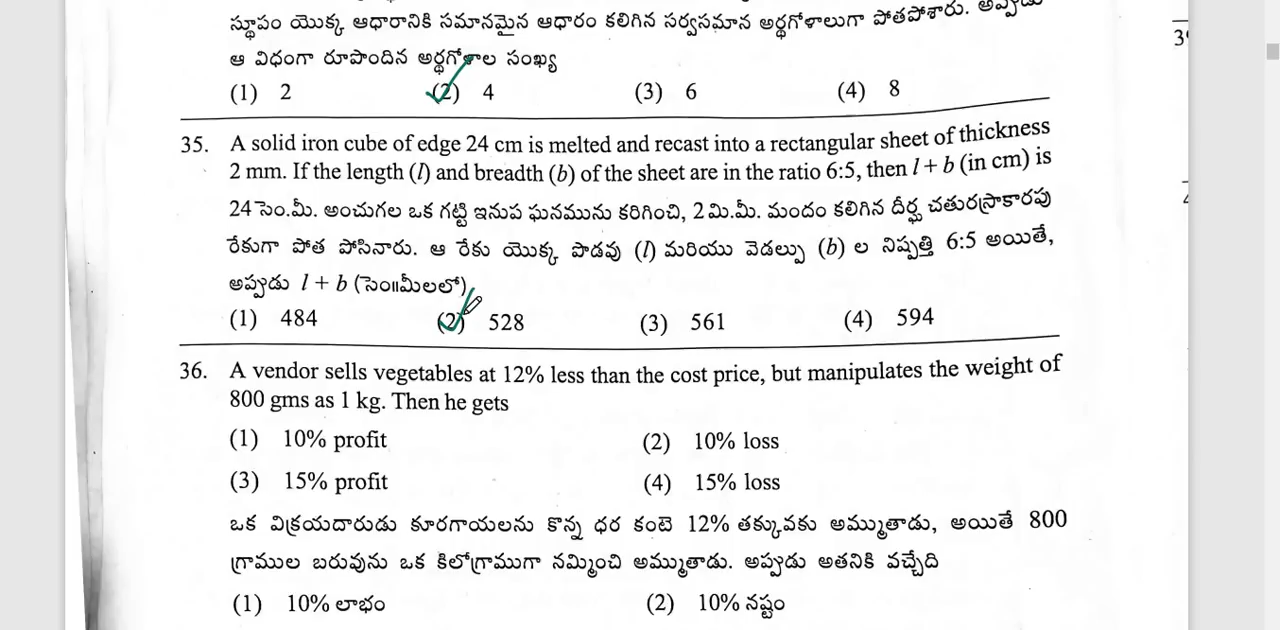 స్థూపం యొక్క ఆధారానికి సమానమైన ఆధారం కలిగిన సర్వసమాన అర్ధగోళాలుగా పోతపోశారు. అప్పుడు
ఆ విధంగా రూపొందిన అర్ధగోళాల సంఖ్య
(1) 2 (2) 4 (3) 6 (4) 8
35. A solid iron cube of edge 24 cm is melted and recast into a rectangular sheet of thickness
2 mm. If the length (l) and breadth (b) of the sheet are in the ratio 6:5, then l + b (in cm) is
24 సెం.మీ. అంచుగల ఒక గట్టి ఇనుప ఘనమును కరిగించి, 2 మి.మీ. మందం కలిగిన దీర్ఘ చతురస్రాకారపు
రేకుగా పోత పోసినారు. ఆ రేకు యొక్క పొడవు (l) మరియు వెడల్పు (b) ల నిష్పత్తి 6:5 అయితే,
అప్పుడు l + b (సెం॥మీలలో)
(1) 484 (2) 528 (3) 561 (4) 594
36. A vendor sells vegetables at 12% less than the cost price, but manipulates the weight of
800 gms as 1 kg. Then he gets
(1) 10% profit (2) 10% loss
(3) 15% profit (4) 15% loss
ఒక విక్రయదారుడు కూరగాయలను కొన్న ధర కంటె 12% తక్కువకు అమ్ముతాడు, అయితే 800
గ్రాముల బరువును ఒక కిలోగ్రాముగా నమ్మించి అమ్ముతాడు. అప్పుడు అతనికి వచ్చేది
(1) 10% లాభం (2) 10% నష్టం